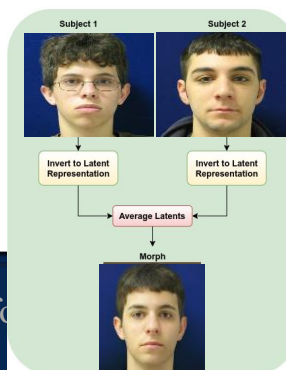 Subject 1
Subject 2
Invert to Latent
Representation
Invert to Latent
Representation
Average Latents
Morph